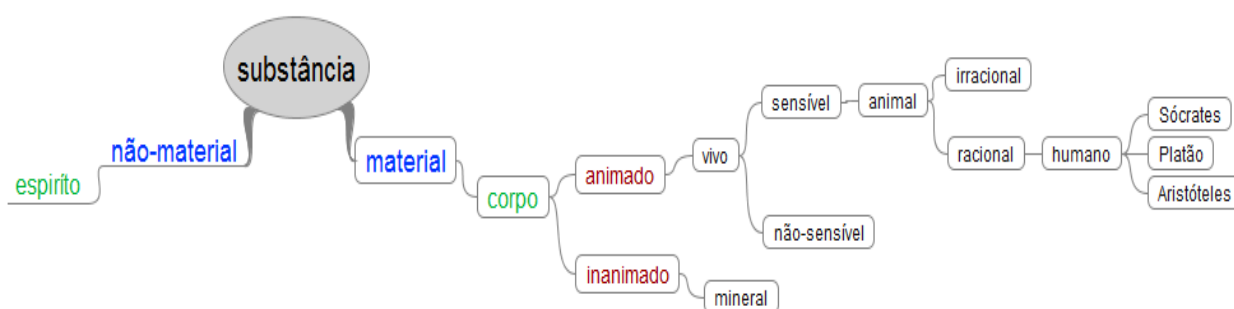 substância
não-material
espiríto
material
corpo
animado
vivo
sensível
animal
irracional
racional
humano
Sócrates
Platão
Aristóteles
não-sensível
inanimado
mineral